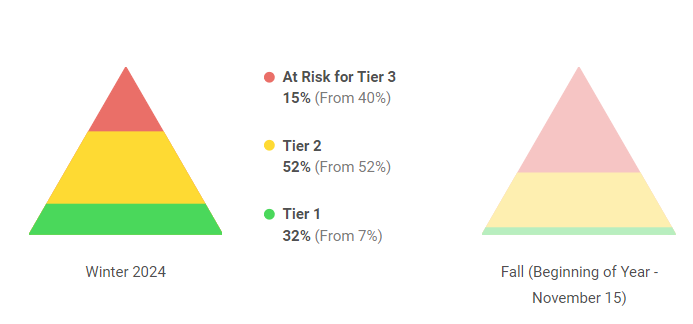 At Risk for Tier 3
15% (From 40%)
Tier 2
52% (From 52%)
Tier 1
32% (From 7%)
Winter 2024
Fall (Beginning of Year -
November 15)